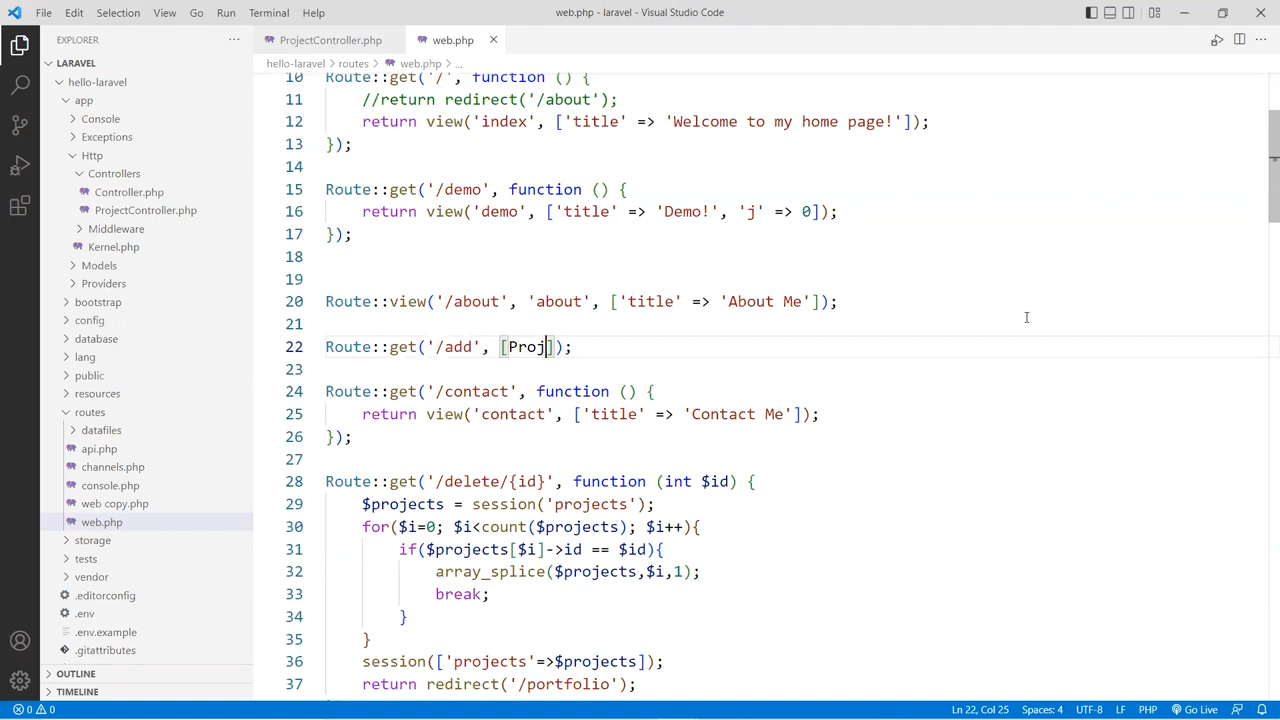 File Edit Selection View Go Run Terminal Help
web.php - laravel - Visual Studio Code
EXPLORER
LARAVEL
hello-laravel
app
Console
Exceptions
Http
Controllers
Controller.php
ProjectController.php
Middleware
Kernel.php
Models
Providers
bootstrap
config
database
lang
public
resources
routes
datafiles
api.php
channels.php
console.php
web copy.php
web.php
storage
tests
vendor
.editorconfig
.env
.env.example
.gitattributes
OUTLINE
TIMELINE
ProjectController.php web.php
hello-laravel > routes > web.php > ...
10 Route::get('/', function () {
11 //return redirect('/about');
12 return view('index', ['title' => 'Welcome to my home page!']);
13 });
14
15 Route::get('/demo', function () {
16 return view('demo', ['title' => 'Demo!', 'j' => 0]);
17 });
18
19
20 Route::view('/about', 'about', ['title' => 'About Me']);
21
22 Route::get('/add', [Proj]);
23
24 Route::get('/contact', function () {
25 return view('contact', ['title' => 'Contact Me']);
26 });
27
28 Route::get('/delete/{id}', function (int $id) {
29 $projects = session('projects');
30 for($i=0; $i<count($projects); $i++){
31 if($projects[$i]->id == $id){
32 array_splice($projects,$i,1);
33 break;
34 }
35 }
36 session(['projects'=>$projects]);
37 return redirect('/portfolio');
0 0 Ln 22, Col 25 Spaces: 4 UTF-8 LF PHP Go Live